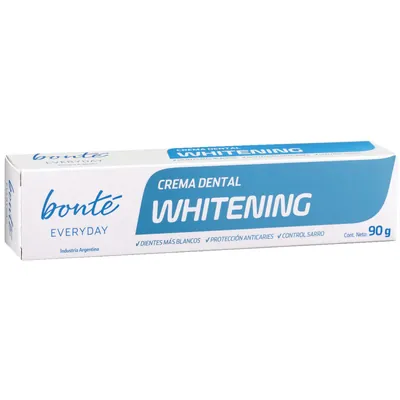 bonté
EVERYDAY
Industria Argentina
CREMA DENTAL
WHITENING
✓ DIENTES MÁS BLANCOS ✓ PROTECCIÓN ANTICARIES ✓ CONTROL SARRO
Cont. Neto: 90 g